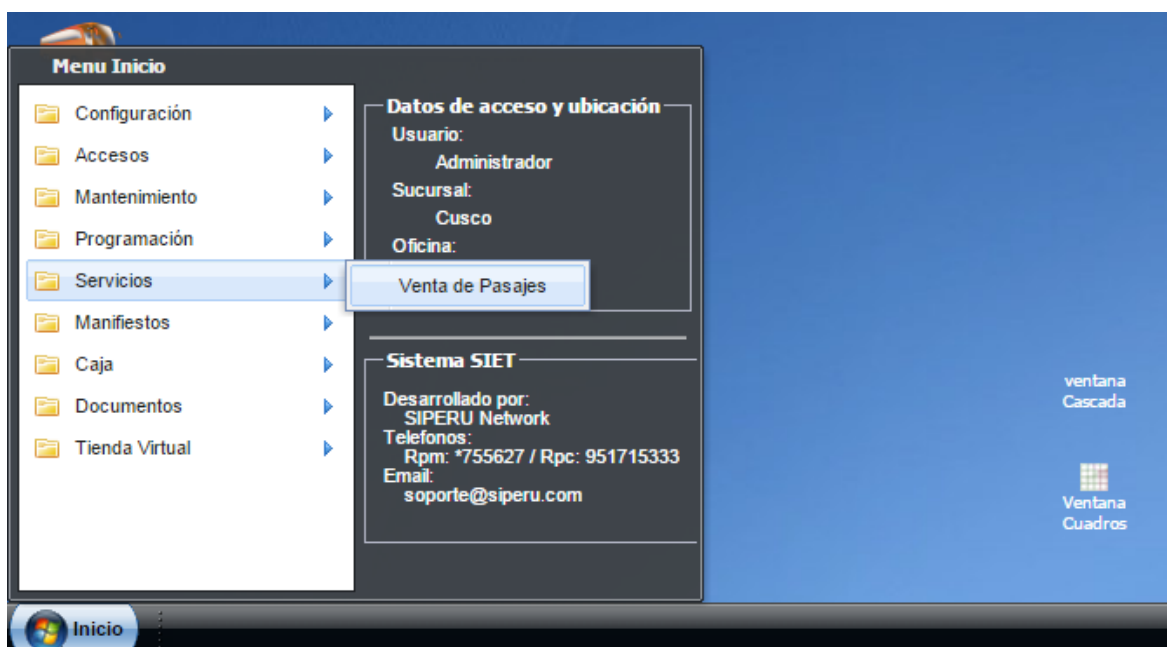 Menu Inicio
Configuración
Accesos
Mantenimiento
Programación
Servicios
Manifiestos
Caja
Documentos
Tienda Virtual
Venta de Pasajes
Datos de acceso y ubicación
Usuario:
Administrador
Sucursal:
Cusco
Oficina:
Sistema SIET
Desarrollado por:
SIPERU Network
Telefonos:
Rpm: *755627 / Rpc: 951715333
Email:
soporte@siperu.com
ventana
Cascada
Ventana
Cuadros
Inicio